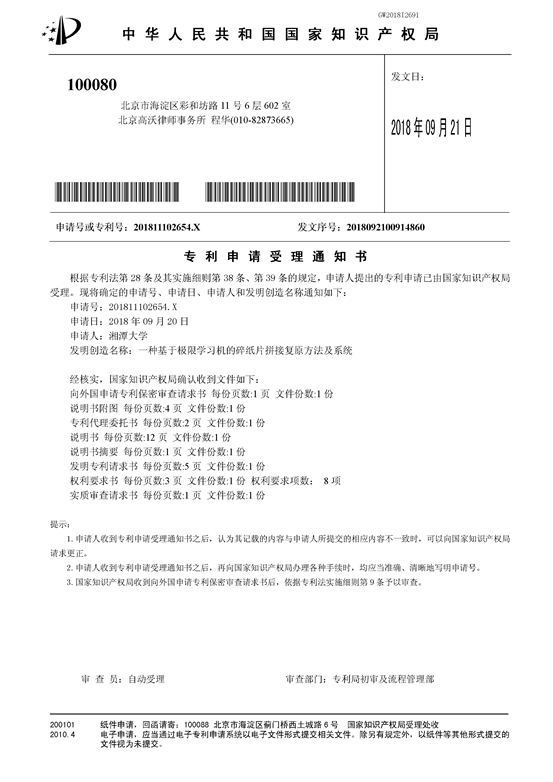 GW2018I2691
中华人民共和国国家知识产权局
100080
发文日：
北京市海淀区彩和坊路 11 号 6 层 602 室
北京高沃律师事务所 程华(010-82873665)
2018 年 09 月 21 日
申请号或专利号：201811102654.X
发文序号：2018092100914860
专 利 申 请 受 理 通 知 书
根据专利法第 28 条及其实施细则第 38 条、第 39 条的规定，申请人提出的专利申请已由国家知识产权局
受理。现将确定的申请号、申请日、申请人和发明创造名称通知如下：
申请号：201811102654.X
申请日：2018 年 09 月 20 日
申请人：湘潭大学
发明创造名称：一种基于极限学习机的碎纸片拼接复原方法及系统
经核实，国家知识产权局确认收到文件如下：
向外国申请专利保密审查请求书 每份页数:1 页 文件份数:1 份
说明书附图 每份页数:4 页 文件份数:1 份
专利代理委托书 每份页数:2 页 文件份数:1 份
说明书 每份页数:12 页 文件份数:1 份
说明书摘要 每份页数:1 页 文件份数:1 份
发明专利请求书 每份页数:5 页 文件份数:1 份
权利要求书 每份页数:3 页 文件份数:1 份 权利要求项数： 8 项
实质审查请求书 每份页数:1 页 文件份数:1 份
提示：
1.申请人收到专利申请受理通知书之后，认为其记载的内容与申请人所提交的相应内容不一致时，可以向国家知识产权局
请求更正。
2.申请人收到专利申请受理通知书之后，再向国家知识产权局办理各种手续时，均应当准确、清晰地写明申请号。
3.国家知识产权局收到向外国申请专利保密审查请求书后，依据专利法实施细则第 9 条予以审查。
审 查 员：自动受理
审查部门：专利局初审及流程管理部
200101 纸件申请，回函请寄：100088 北京市海淀区蓟门桥西土城路 6 号 国家知识产权局受理处收
2010.4 电子申请，应当通过电子专利申请系统以电子文件形式提交相关文件。除另有规定外，以纸件等其他形式提交的
文件视为未提交。